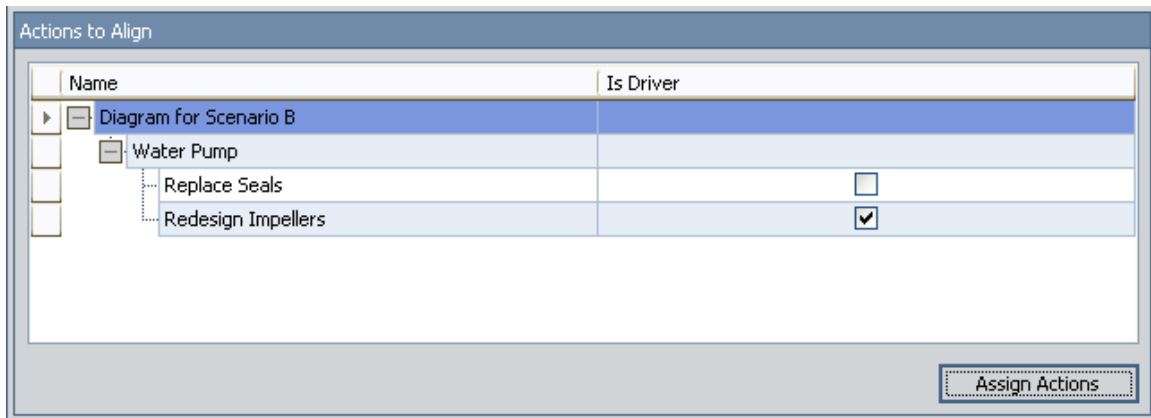 Actions to Align
Name Is Driver
Diagram for Scenario B
Water Pump
Replace Seals
Redesign Impellers
Assign Actions